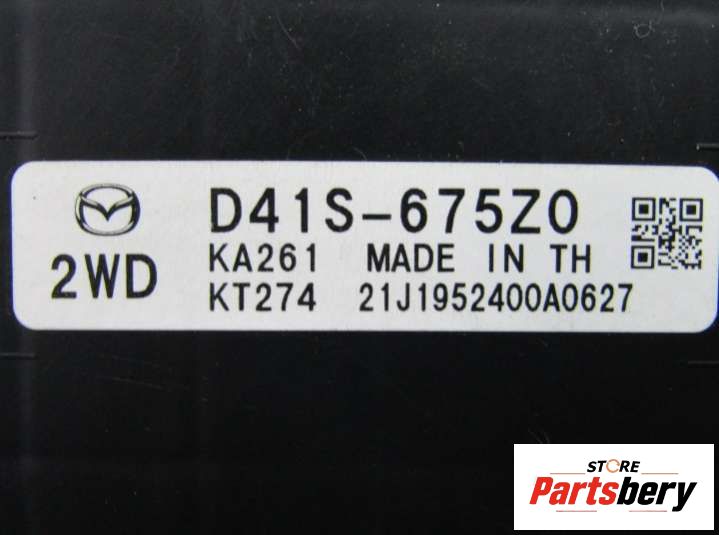 D41S-675Z0
2WD
KA261 MADE IN TH
KT274 21J1952400A0627
STORE
Partsbery